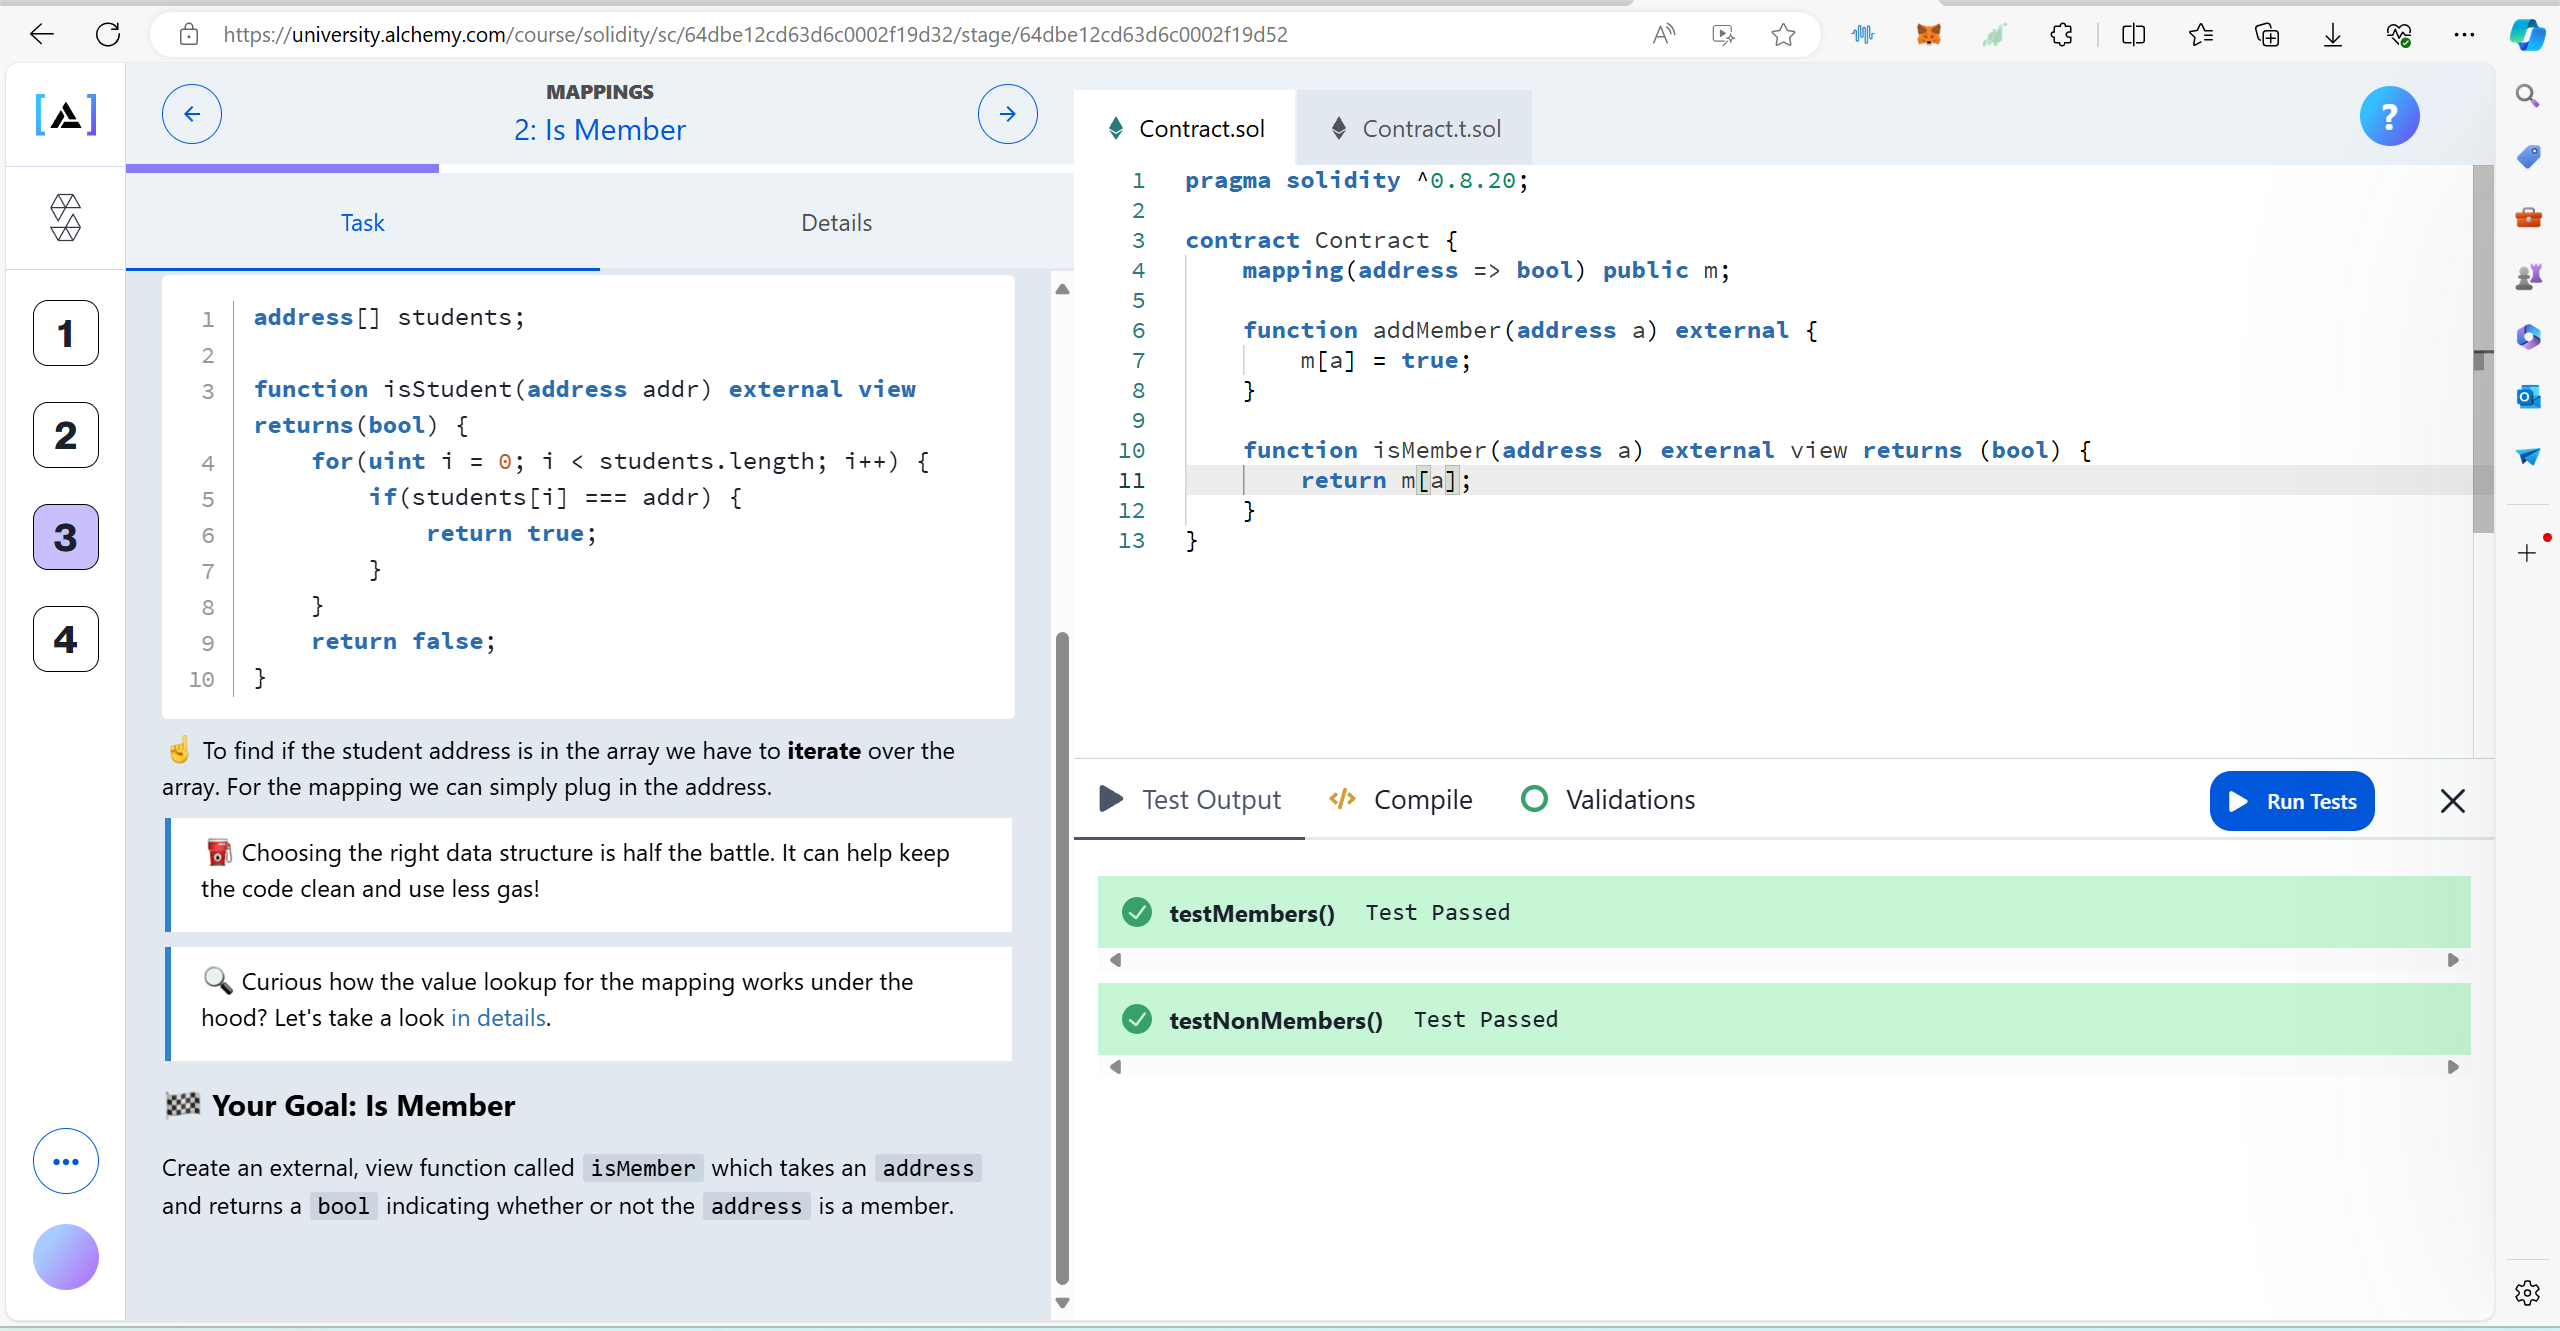 https://university.alchemy.com/course/solidity/sc/64dbe12cd63d6c0002f19d32/stage/64dbe12cd63d6c0002f19d52
MAPPINGS
2: Is Member
Task
Details
1
2
3
4
1 address[] students;
2
3 function isStudent(address addr) external view
returns(bool) {
4 for(uint i = 0; i < students.length; i++) {
5 if(students[i] === addr) {
6 return true;
7 }
8 }
9 return false;
10 }
☝️ To find if the student address is in the array we have to iterate over the
array. For the mapping we can simply plug in the address.
⛽ Choosing the right data structure is half the battle. It can help keep
the code clean and use less gas!
🔍 Curious how the value lookup for the mapping works under the
hood? Let's take a look in details.
🏁 Your Goal: Is Member
Create an external, view function called isMember which takes an address
and returns a bool indicating whether or not the address is a member.
Contract.sol
Contract.t.sol
?
1 pragma solidity ^0.8.20;
2
3 contract Contract {
4 mapping(address => bool) public m;
5
6 function addMember(address a) external {
7 m[a] = true;
8 }
9
10 function isMember(address a) external view returns (bool) {
11 return m[a];
12 }
13 }
Test Output
</> Compile
Validations
Run Tests
testMembers() Test Passed
testNonMembers() Test Passed